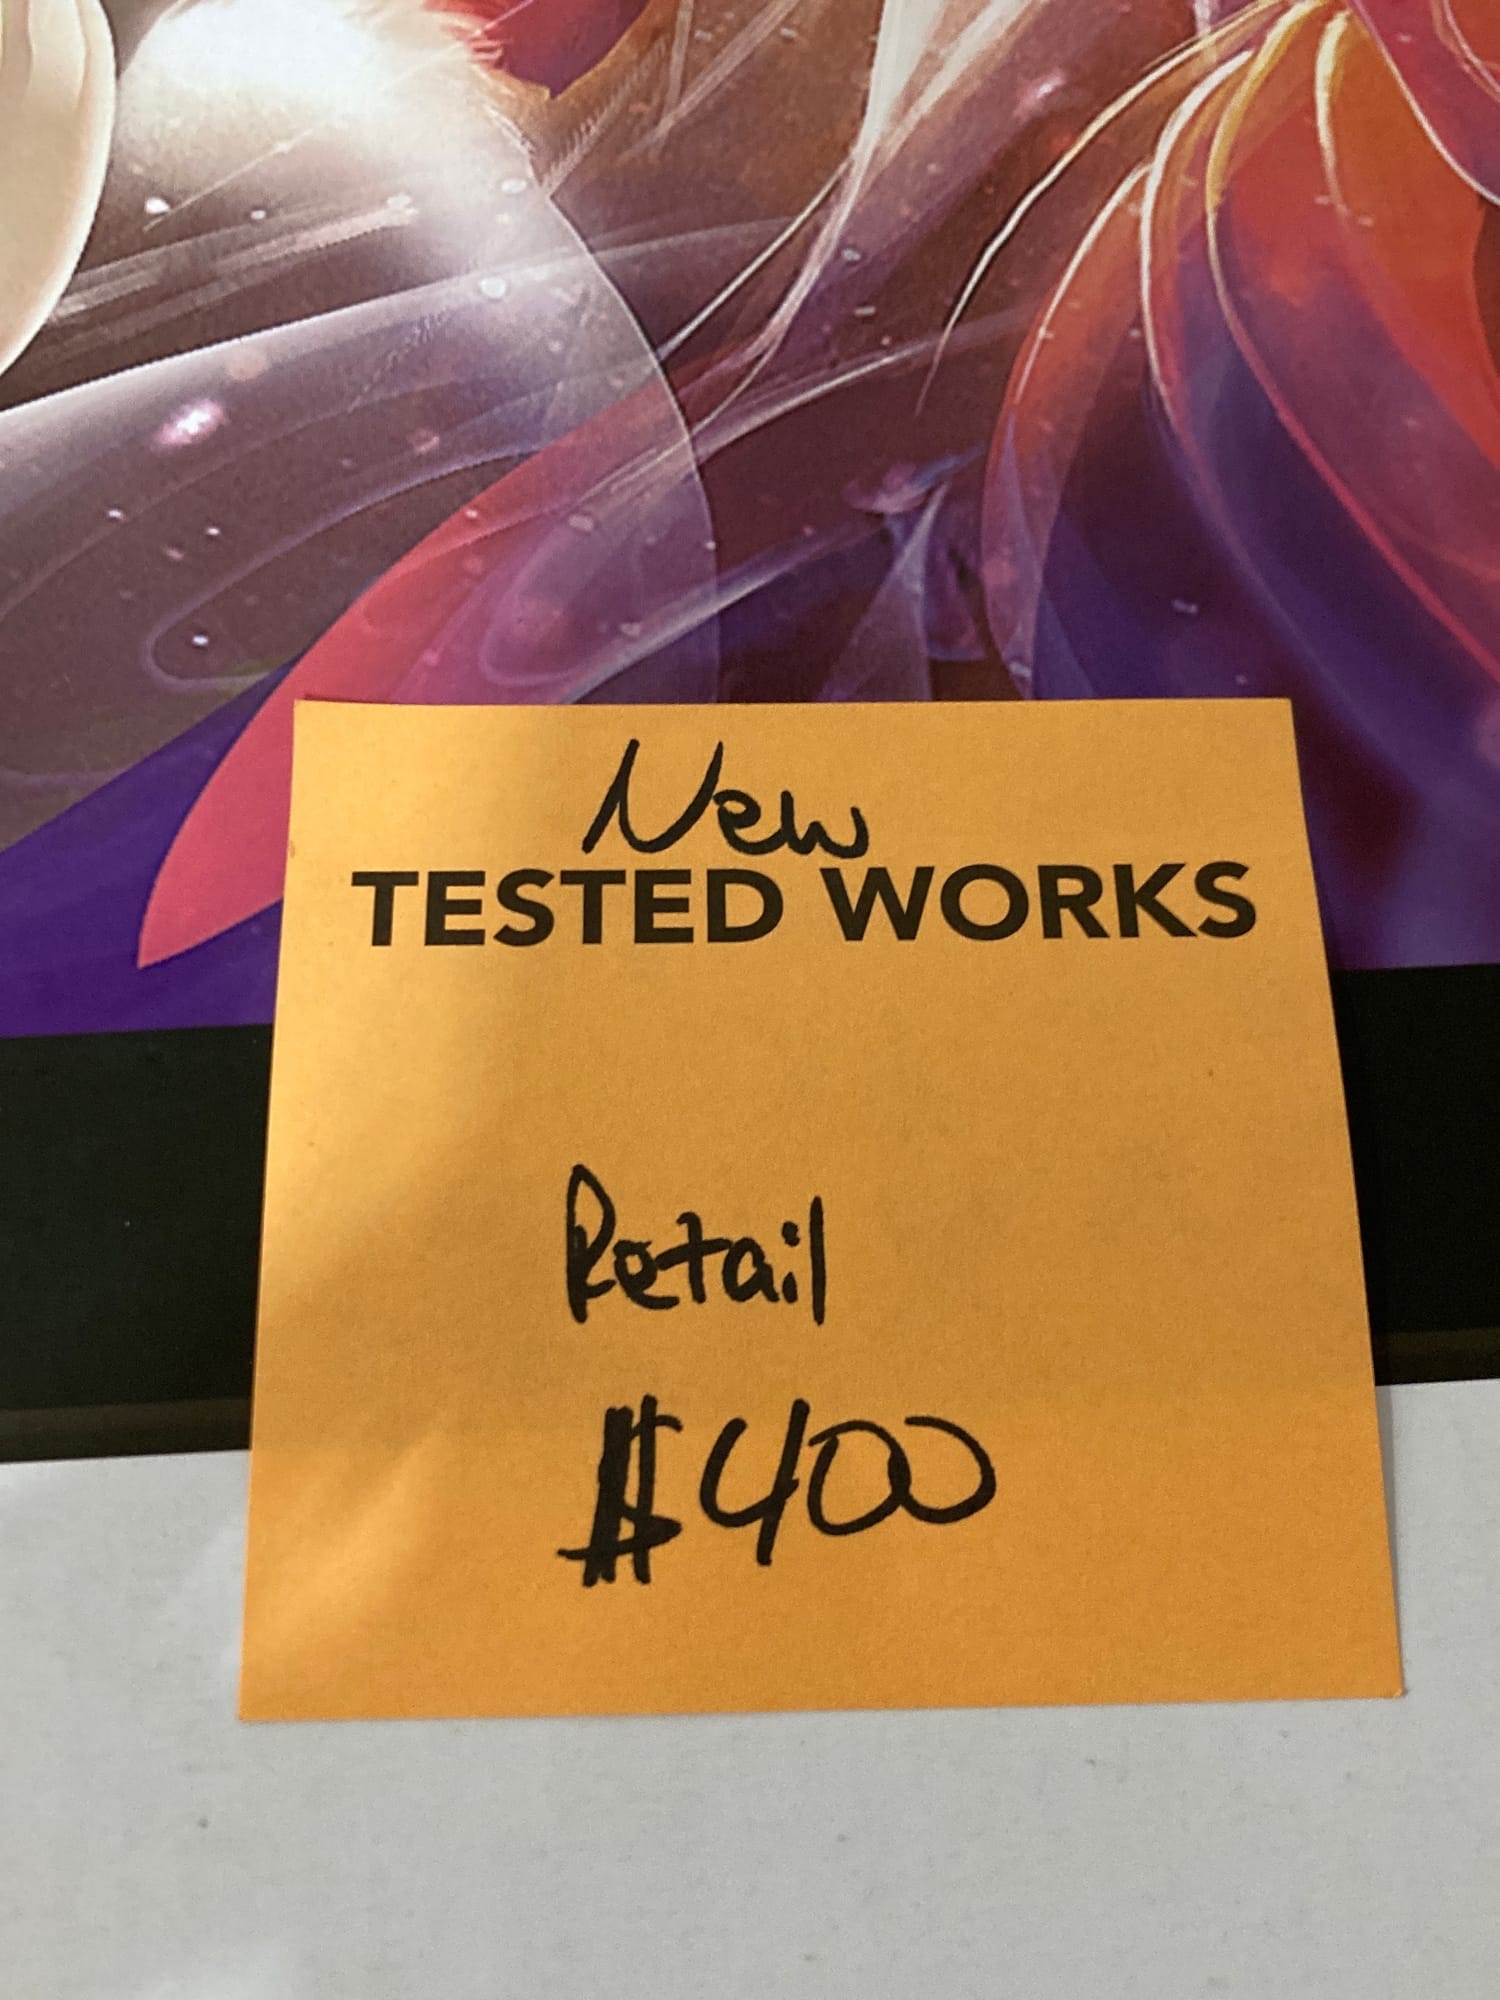 New
TESTED WORKS
Retail
$400